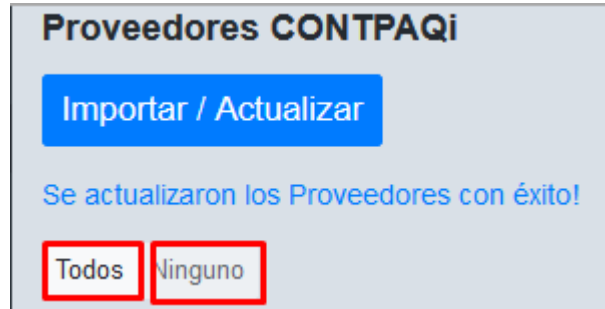 Proveedores CONTPAQi
Importar / Actualizar
Se actualizaron los Proveedores con éxito!
Todos Ninguno